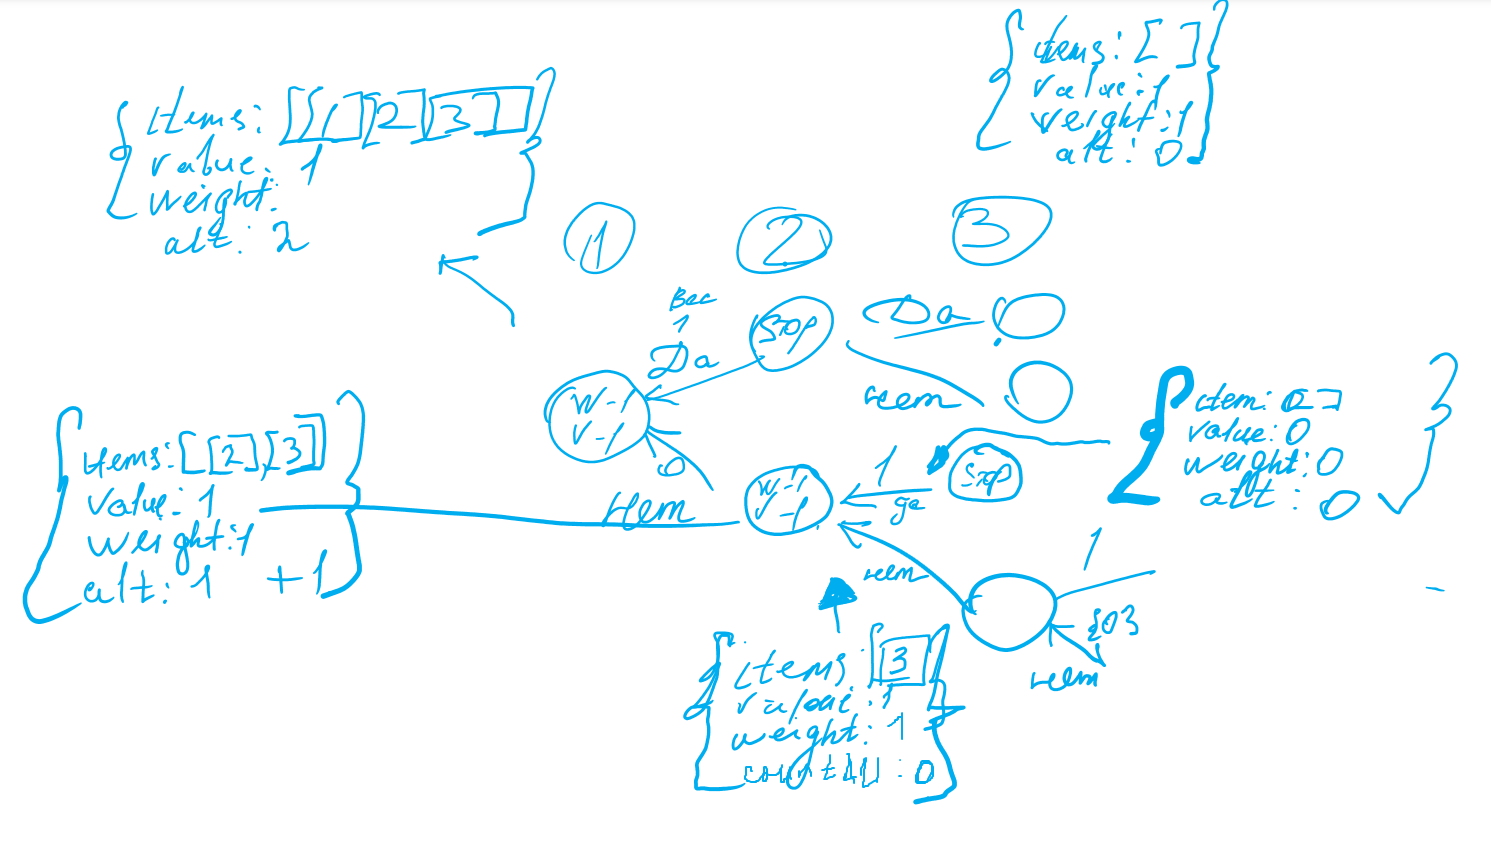 items: [ ]
value: 1
weight: 1
alt: 0
items: [[1][2][3]]
value: 1
weight:
alt: 2
1
2
3
Вес
1
Да
Да
нет
w-1
v-1
0
нет
item: [ ]
value: 0
weight: 0
alt: 0
items: [[2],[3]]
value: 1
weight: 1
alt: 1 +1
w-1
v-1
1
да
нет
1
{0}
нет
items: [3]
value: 1
weight: 1
countAll: 0